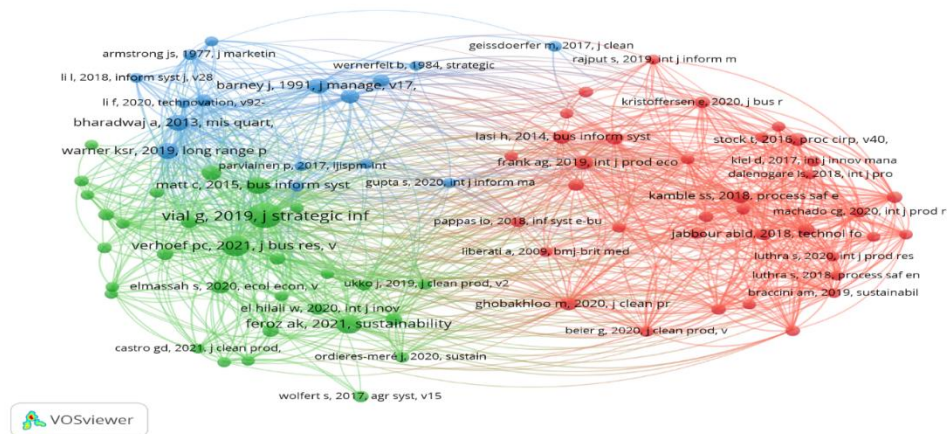 armstrong js, 1977, j marketin
geissdoerfer m, 2017, j clean
rajput s, 2019, int j inform m
wernerfelt b, 1984, strategic
li l, 2018, inform syst j, v28
barney j, 1991, j manage, v17,
li f, 2020, technovation, v92-
kristoffersen e, 2020, j bus r
bharadwaj a, 2013, mis quart,
lasi h, 2014, bus inform syst
stock t, 2016, proc cirp, v40,
warner ksr, 2019, long range p
parviainen p, 2017, ijispm-int
frank ag, 2019, int j prod eco
kiel d, 2017, int j innov mana
dalenogare ls, 2018, int j pro
matt c, 2015, bus inform syst
gupta s, 2020, int j inform ma
kamble ss, 2018, process saf e
machado cg, 2020, int j prod r
vial g, 2019, j strategic inf
pappas io, 2018, inf syst e-bu
jabbour abld, 2018, technol fo
verhoef pc, 2021, j bus res, v
liberati a, 2009, bmj-brit med
luthra s, 2020, int j prod res
luthra s, 2018, process saf en
elmassah s, 2020, ecol econ, v
ukko j, 2019, j clean prod, v2
braccini am, 2019, sustainabil
el hilali w, 2020, int j inov
ghobakhloo m, 2020, j clean pr
feroz ak, 2021, sustainability
beier g, 2020, j clean prod, v
castro gd, 2021, j clean prod,
ordieres-meré j, 2020, sustain
wolfert s, 2017, agr syst, v15
VOSviewer